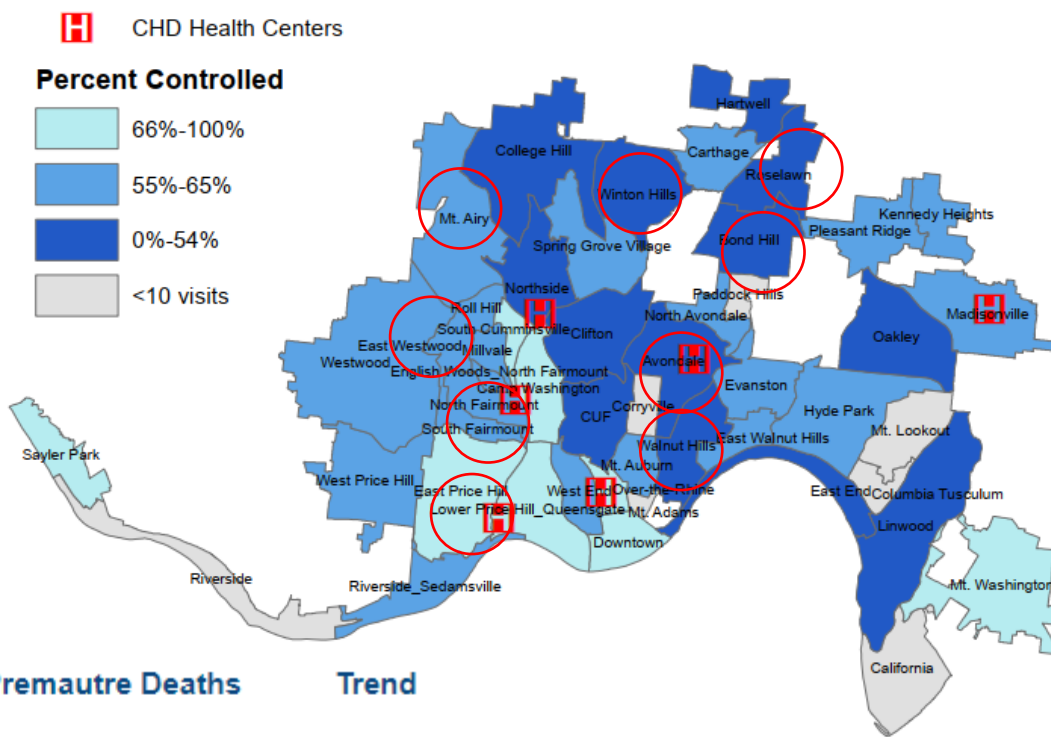 H CHD Health Centers
Percent Controlled
66%-100%
55%-65%
0%-54%
<10 visits
Hartwell
College Hill
Carthage
Roselawn
Winton Hills
Mt. Airy
Kennedy Heights
Pleasant Ridge
Bond Hill
Spring Grove Village
Northside
Paddock Hills
Roll Hill
H
H
Madisonville
North Avondale
South Cumminsville
Clifton
Oakley
East Westwood
Millvale
Westwood
Avondale
H
English Woods_North Fairmount
Evanston
Camp Washington
H
North Fairmount
Corryville
Hyde Park
CUF
South Fairmount
Mt. Lookout
Walnut Hills
East Walnut Hills
Sayler Park
Mt. Auburn
West Price Hill
East Price Hill
West End
H
Over-the-Rhine
East End
Columbia Tusculum
Lower Price Hill_Queensgate
H
Mt. Adams
Linwood
Downtown
Riverside
Riverside_Sedamsville
Mt. Washington
California
Premautre Deaths
Trend